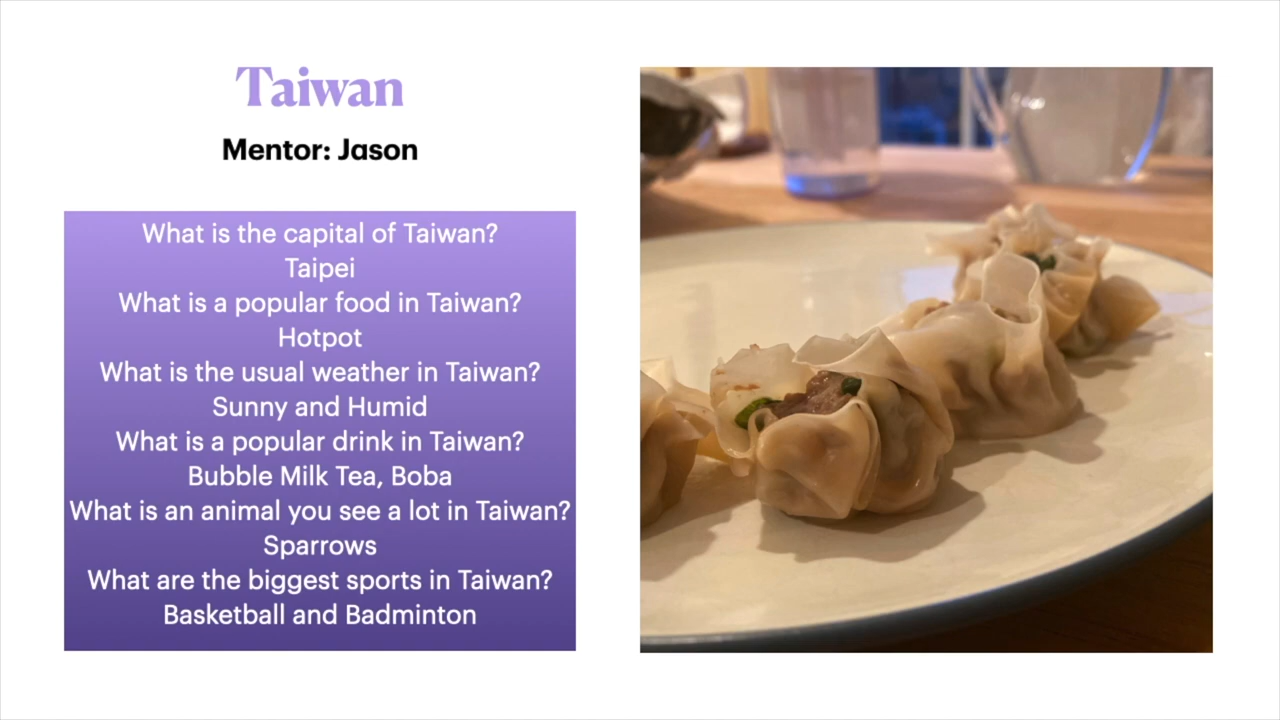 Taiwan
Mentor: Jason
What is the capital of Taiwan?
Taipei
What is a popular food in Taiwan?
Hotpot
What is the usual weather in Taiwan?
Sunny and Humid
What is a popular drink in Taiwan?
Bubble Milk Tea, Boba
What is an animal you see a lot in Taiwan?
Sparrows
What are the biggest sports in Taiwan?
Basketball and Badminton